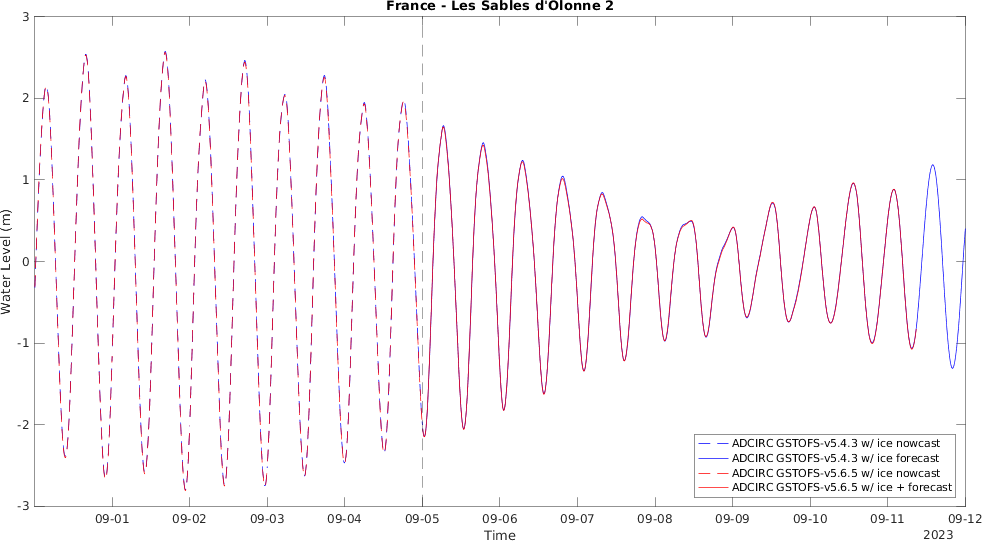 France - Les Sables d'Olonne 2
3
2
1
0
-1
-2
-3
Water Level (m)
ADCIRC GSTOFS-v5.4.3 w/ ice nowcast
ADCIRC GSTOFS-v5.4.3 w/ ice forecast
ADCIRC GSTOFS-v5.6.5 w/ ice nowcast
ADCIRC GSTOFS-v5.6.5 w/ ice + forecast
09-01 09-02 09-03 09-04 09-05 09-06 09-07 09-08 09-09 09-10 09-11 09-12
Time
2023